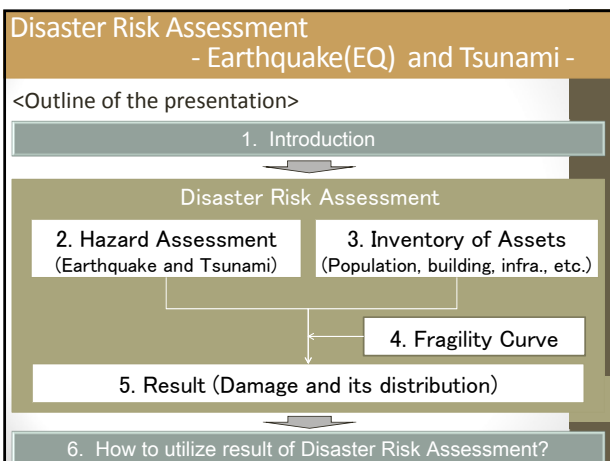 Disaster Risk Assessment
- Earthquake(EQ) and Tsunami -
<Outline of the presentation>
1. Introduction
Disaster Risk Assessment
2. Hazard Assessment
(Earthquake and Tsunami)
3. Inventory of Assets
(Population, building, infra., etc.)
4. Fragility Curve
5. Result (Damage and its distribution)
6. How to utilize result of Disaster Risk Assessment?